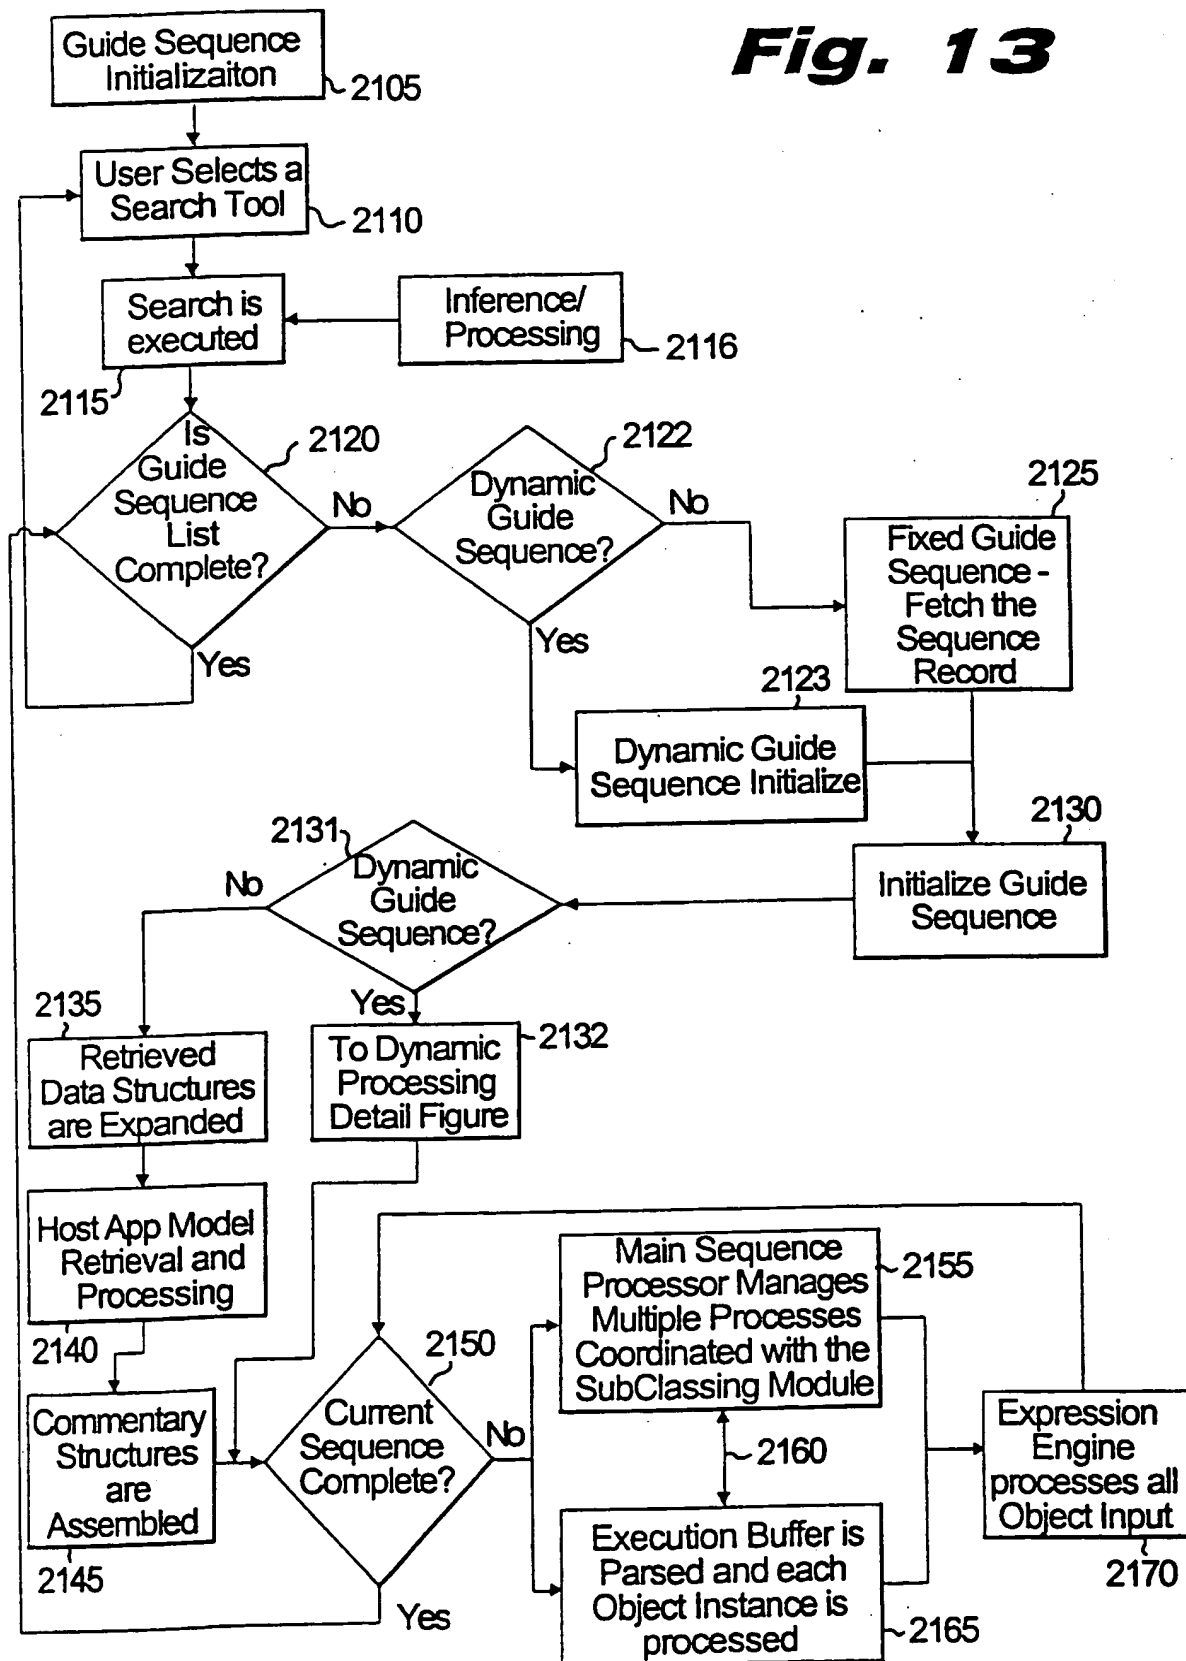 Fig. 13
Guide Sequence
Initializaiton
2105
User Selects a
Search Tool
2110
Search is
executed
2115
Inference/
Processing
2116
Is
Guide
Sequence
List
Complete?
2120
No
Yes
Dynamic
Guide
Sequence?
2122
No
Yes
2125
Fixed Guide
Sequence -
Fetch the
Sequence
Record
2123
Dynamic Guide
Sequence Initialize
2130
Initialize Guide
Sequence
2131
Dynamic
Guide
Sequence?
No
Yes
2135
Retrieved
Data Structures
are Expanded
2132
To Dynamic
Processing
Detail Figure
Host App Model
Retrieval and
Processing
2140
Commentary
Structures
are
Assembled
2145
2150
Current
Sequence
Complete?
No
Yes
Main Sequence
Processor Manages
Multiple Processes
Coordinated with the
SubClassing Module
2155
2160
Execution Buffer is
Parsed and each
Object Instance is
processed
2165
Expression
Engine
processes all
Object Input
2170